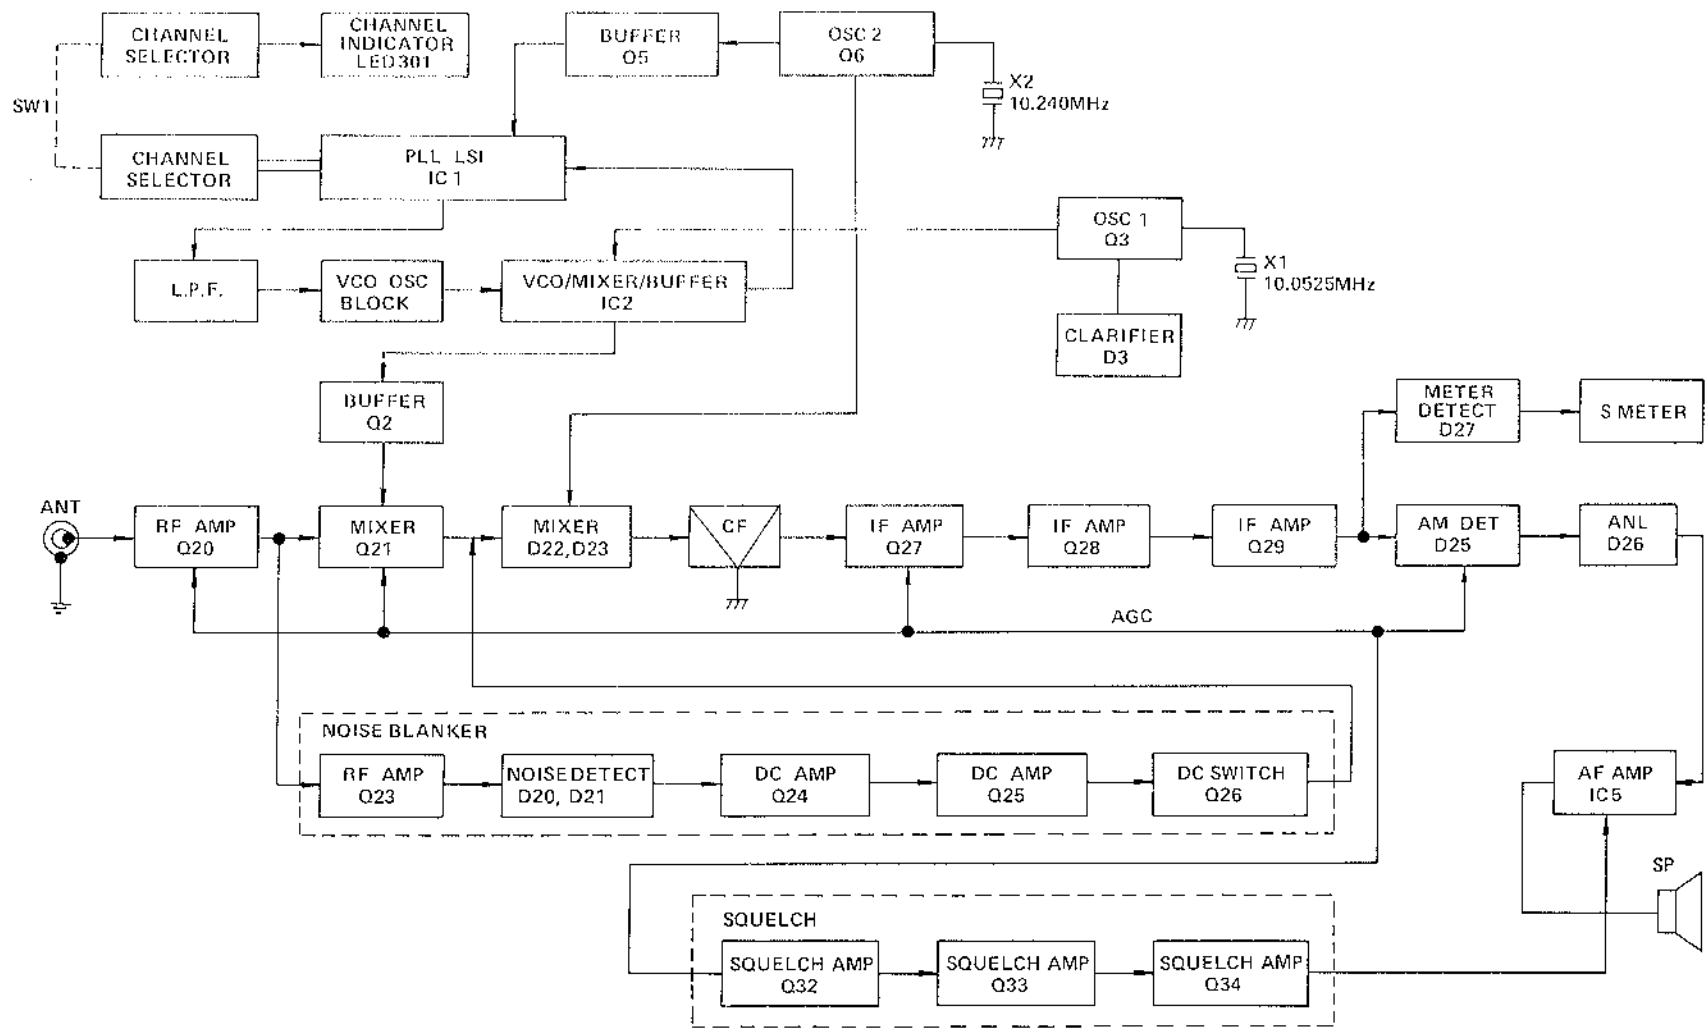 CHANNEL
SELECTOR
CHANNEL
INDICATOR
LED301
BUFFER
Q5
OSC 2
Q6
X2
10.240MHz
SW1
CHANNEL
SELECTOR
PLL LSI
IC 1
OSC 1
Q3
X1
10.0525MHz
L.P.F.
VCO OSC
BLOCK
VCO/MIXER/BUFFER
IC2
CLARIFIER
D3
BUFFER
Q2
METER
DETECT
D27
S METER
ANT
RF AMP
Q20
MIXER
Q21
MIXER
D22, D23
CF
IF AMP
Q27
IF AMP
Q28
IF AMP
Q29
AM DET
D25
ANL
D26
AGC
NOISE BLANKER
RF AMP
Q23
NOISE DETECT
D20, D21
DC AMP
Q24
DC AMP
Q25
DC SWITCH
Q26
AF AMP
IC5
SP
SQUELCH
SQUELCH AMP
Q32
SQUELCH AMP
Q33
SQUELCH AMP
Q34